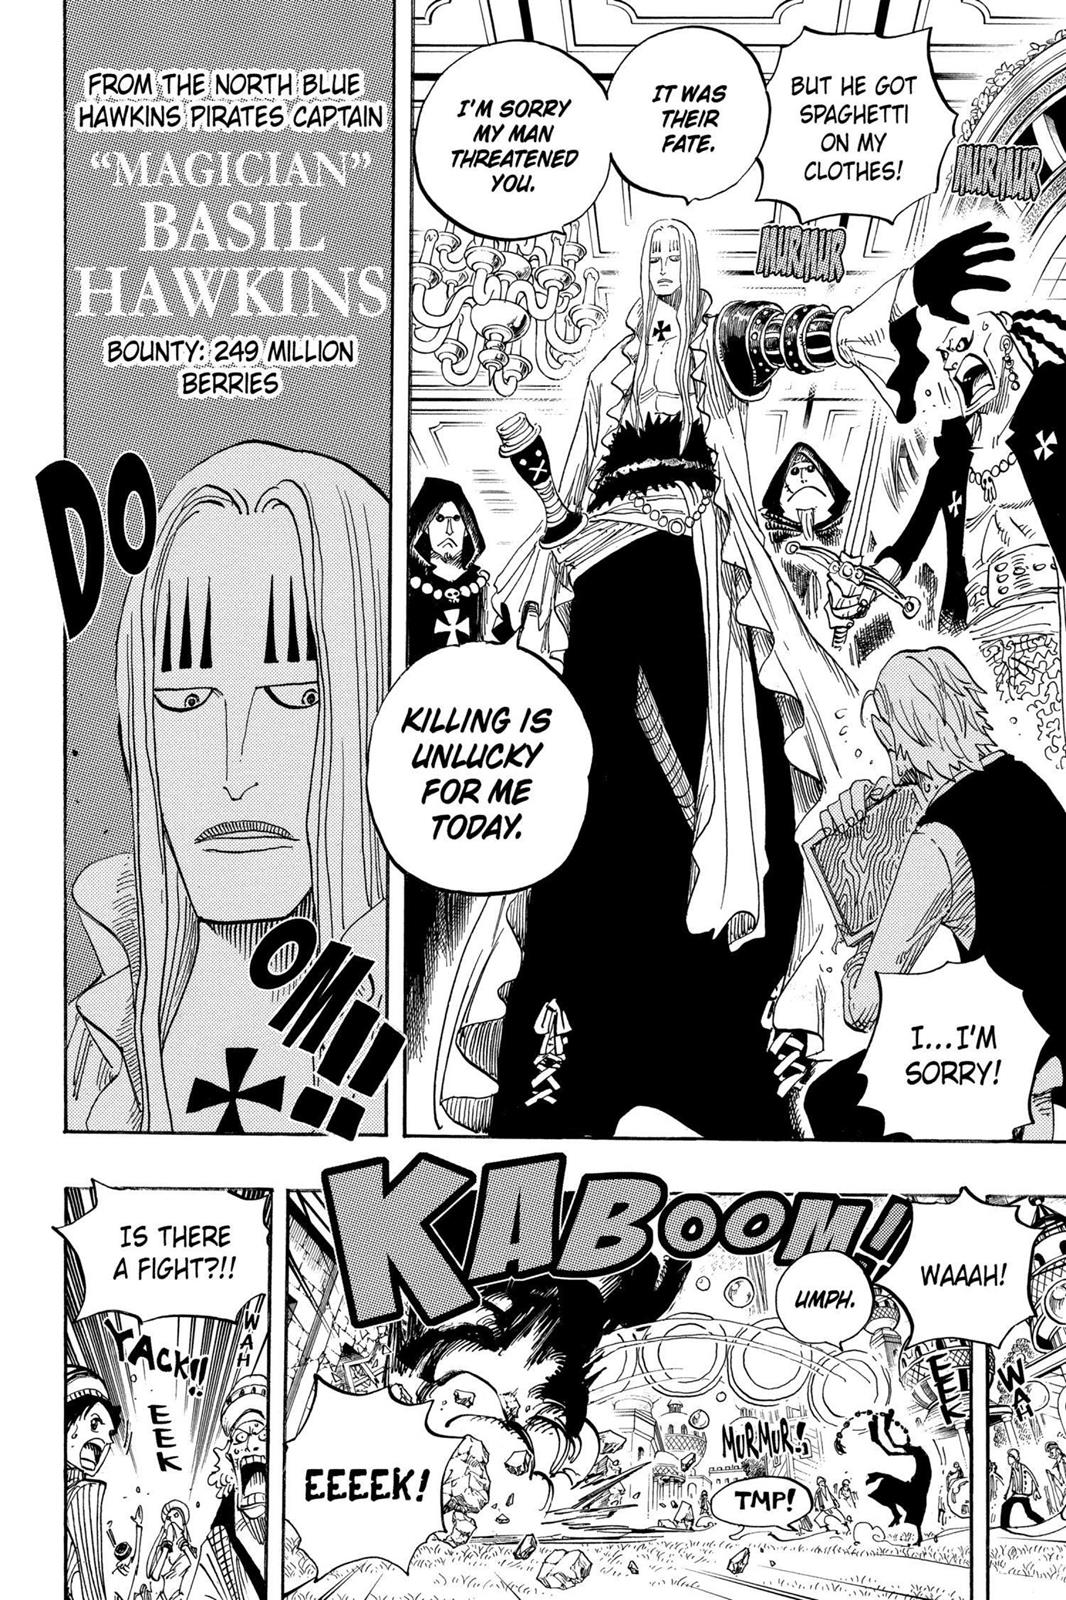 BUT HE GOT
SPAGHETTI
ON MY
CLOTHES!
IT WAS
THEIR
FATE.
I'M SORRY
MY MAN
THREATENED
YOU.
MURMUR
MURMUR
FROM THE NORTH BLUE
HAWKINS PIRATES CAPTAIN
"MAGICIAN"
BASIL
HAWKINS
BOUNTY: 249 MILLION
BERRIES
DO
OM!!
KILLING IS
UNLUCKY
FOR ME
TODAY.
I...I'M
SORRY!
WAAAH!
EEEK
WAH
KABOOM!
UMPH.
MURMUR!
TMP!
EEEEK!
IS THERE
A FIGHT?!!
WAH
YACK!!
EEK